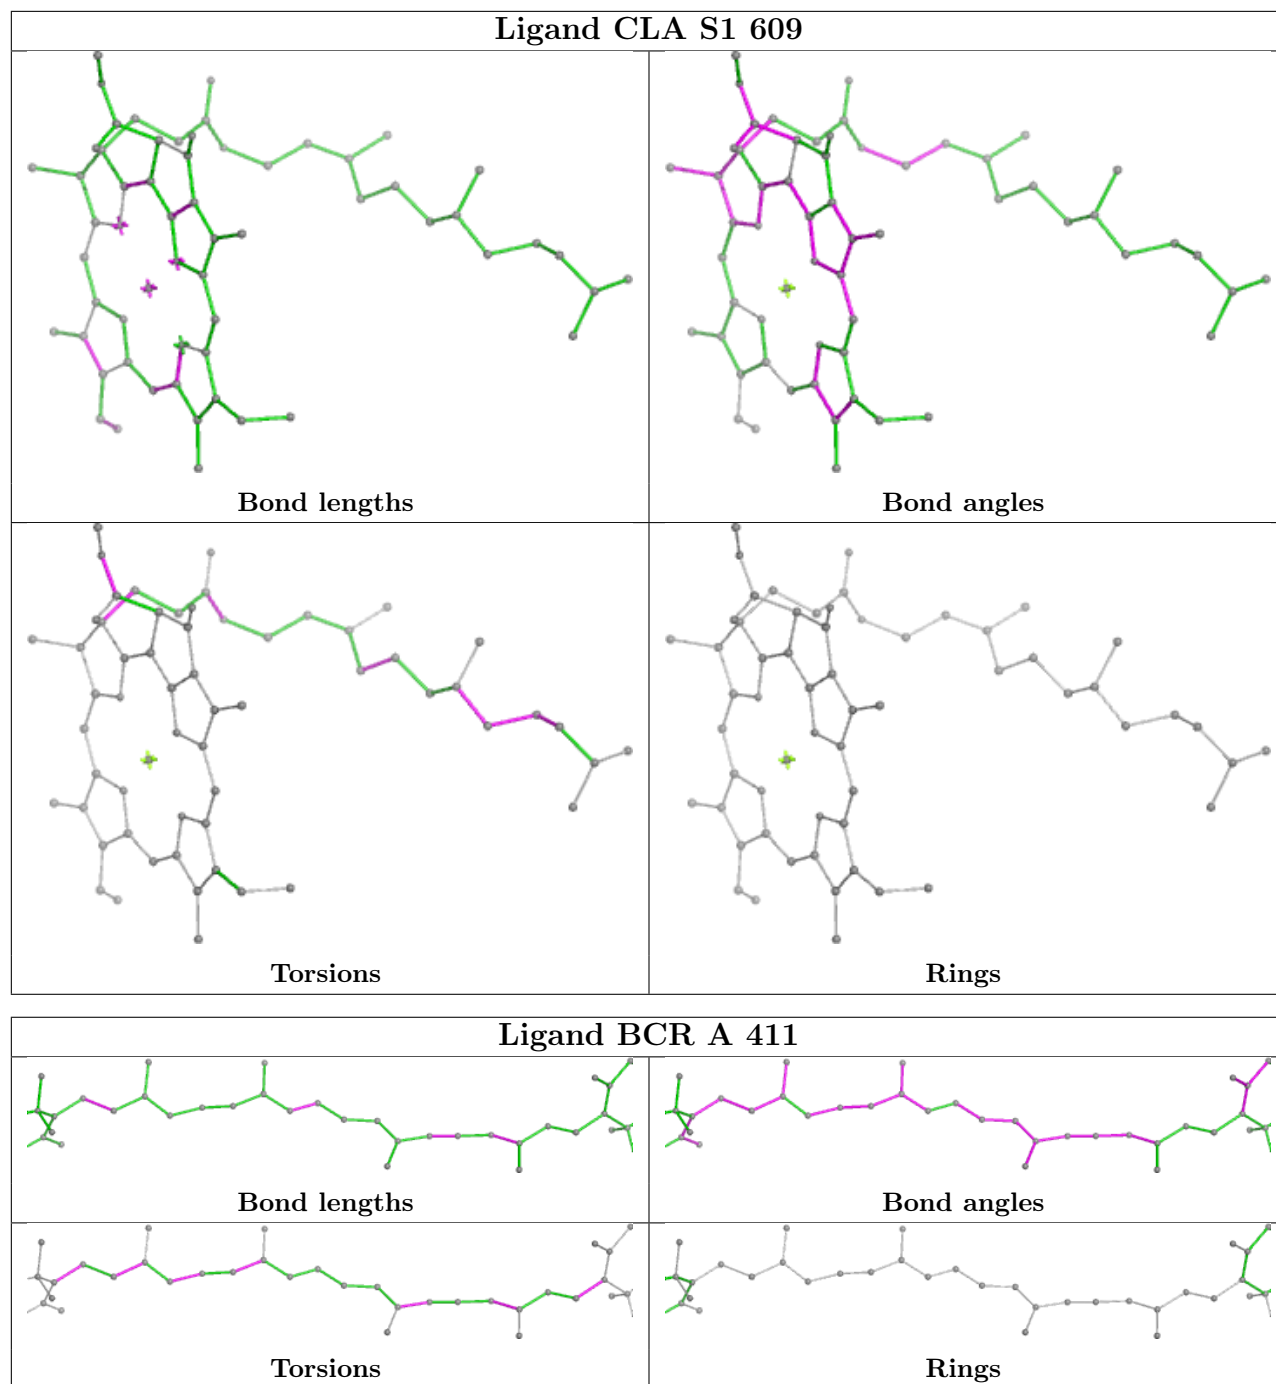 Ligand CLA S1 609
Bond lengths
Bond angles
Torsions
Rings
Ligand BCR A 411
Bond lengths
Bond angles
Torsions
Rings